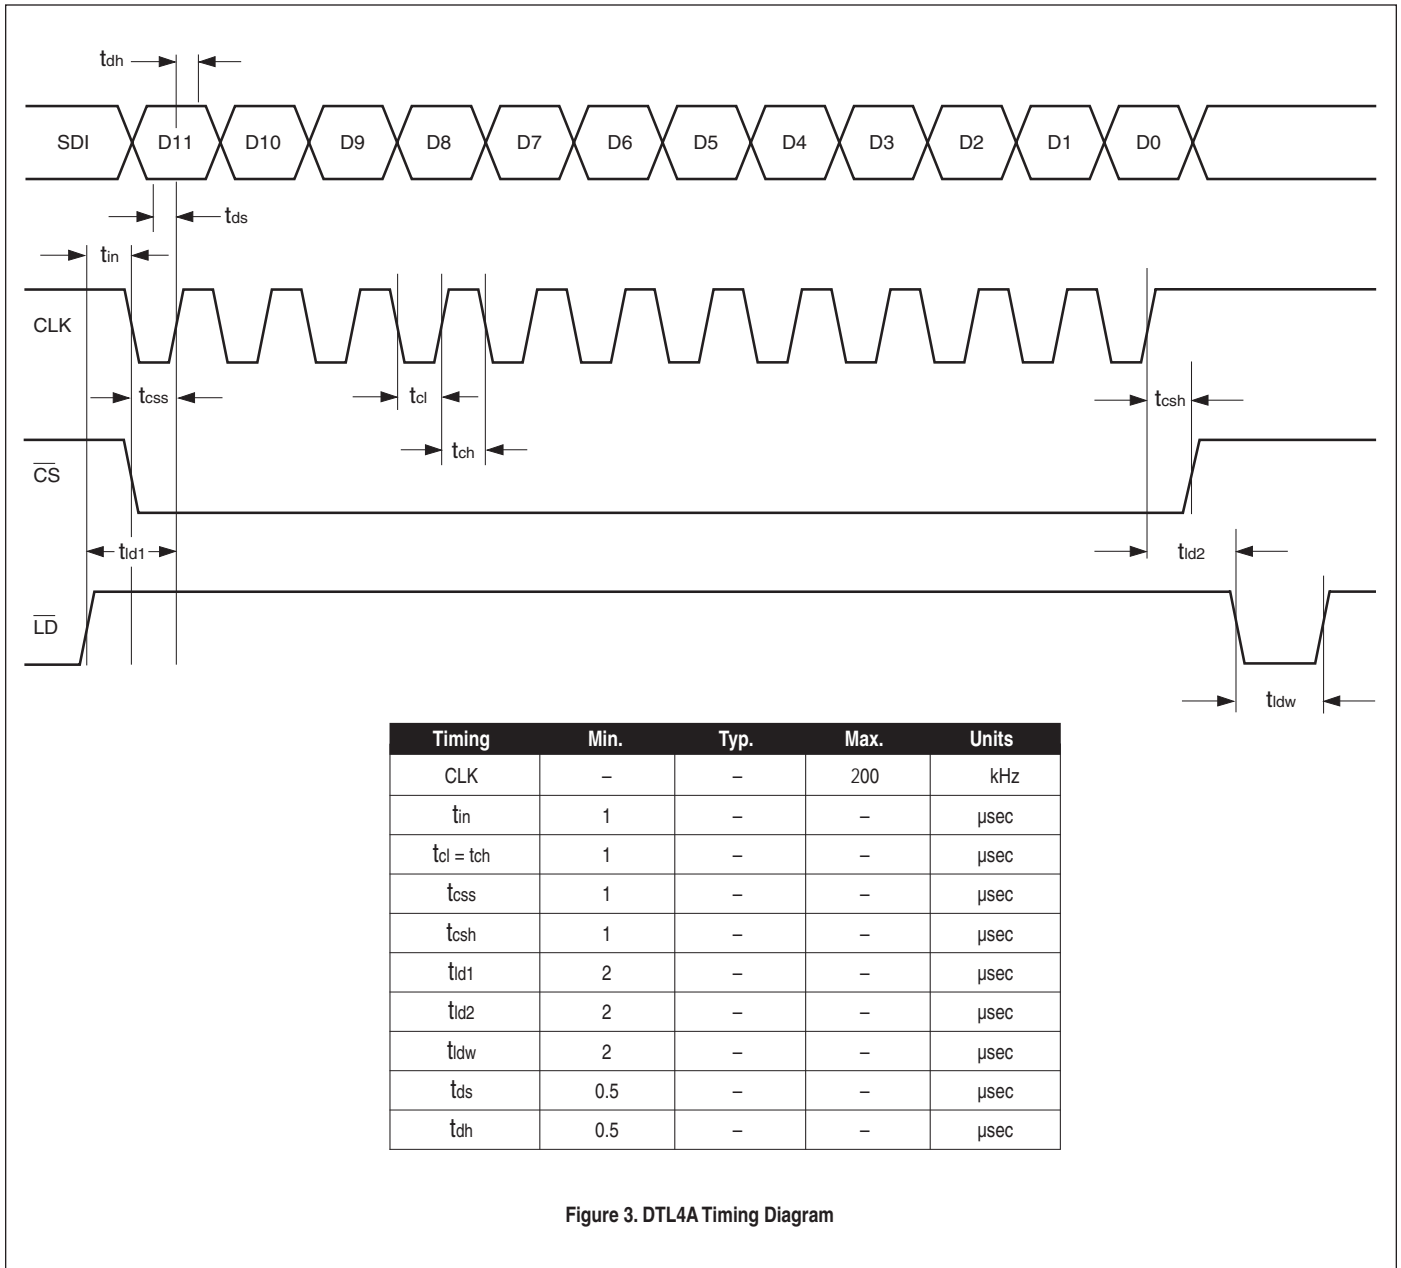 tdh
SDI D11 D10 D9 D8 D7 D6 D5 D4 D3 D2 D1 D0
tds
tin
CLK
tcss tcl tcsh
tch
CS
tld1 tld2
LD
tldw
Timing Min. Typ. Max. Units
CLK – – 200 kHz
tin 1 – – µsec
tcl = tch 1 – – µsec
tcss 1 – – µsec
tcsh 1 – – µsec
tld1 2 – – µsec
tld2 2 – – µsec
tldw 2 – – µsec
tds 0.5 – – µsec
tdh 0.5 – – µsec
Figure 3. DTL4A Timing Diagram